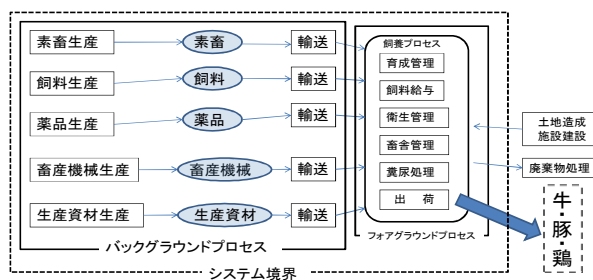 素畜生産
素畜
輸送
飼料生産
飼料
輸送
薬品生産
薬品
輸送
畜産機械生産
畜産機械
輸送
生産資材生産
生産資材
輸送
バックグラウンドプロセス
飼養プロセス
育成管理
飼料給与
衛生管理
畜舎管理
糞尿処理
出　荷
フォアグラウンドプロセス
土地造成
施設建設
廃棄物処理
牛・豚・鶏
システム境界